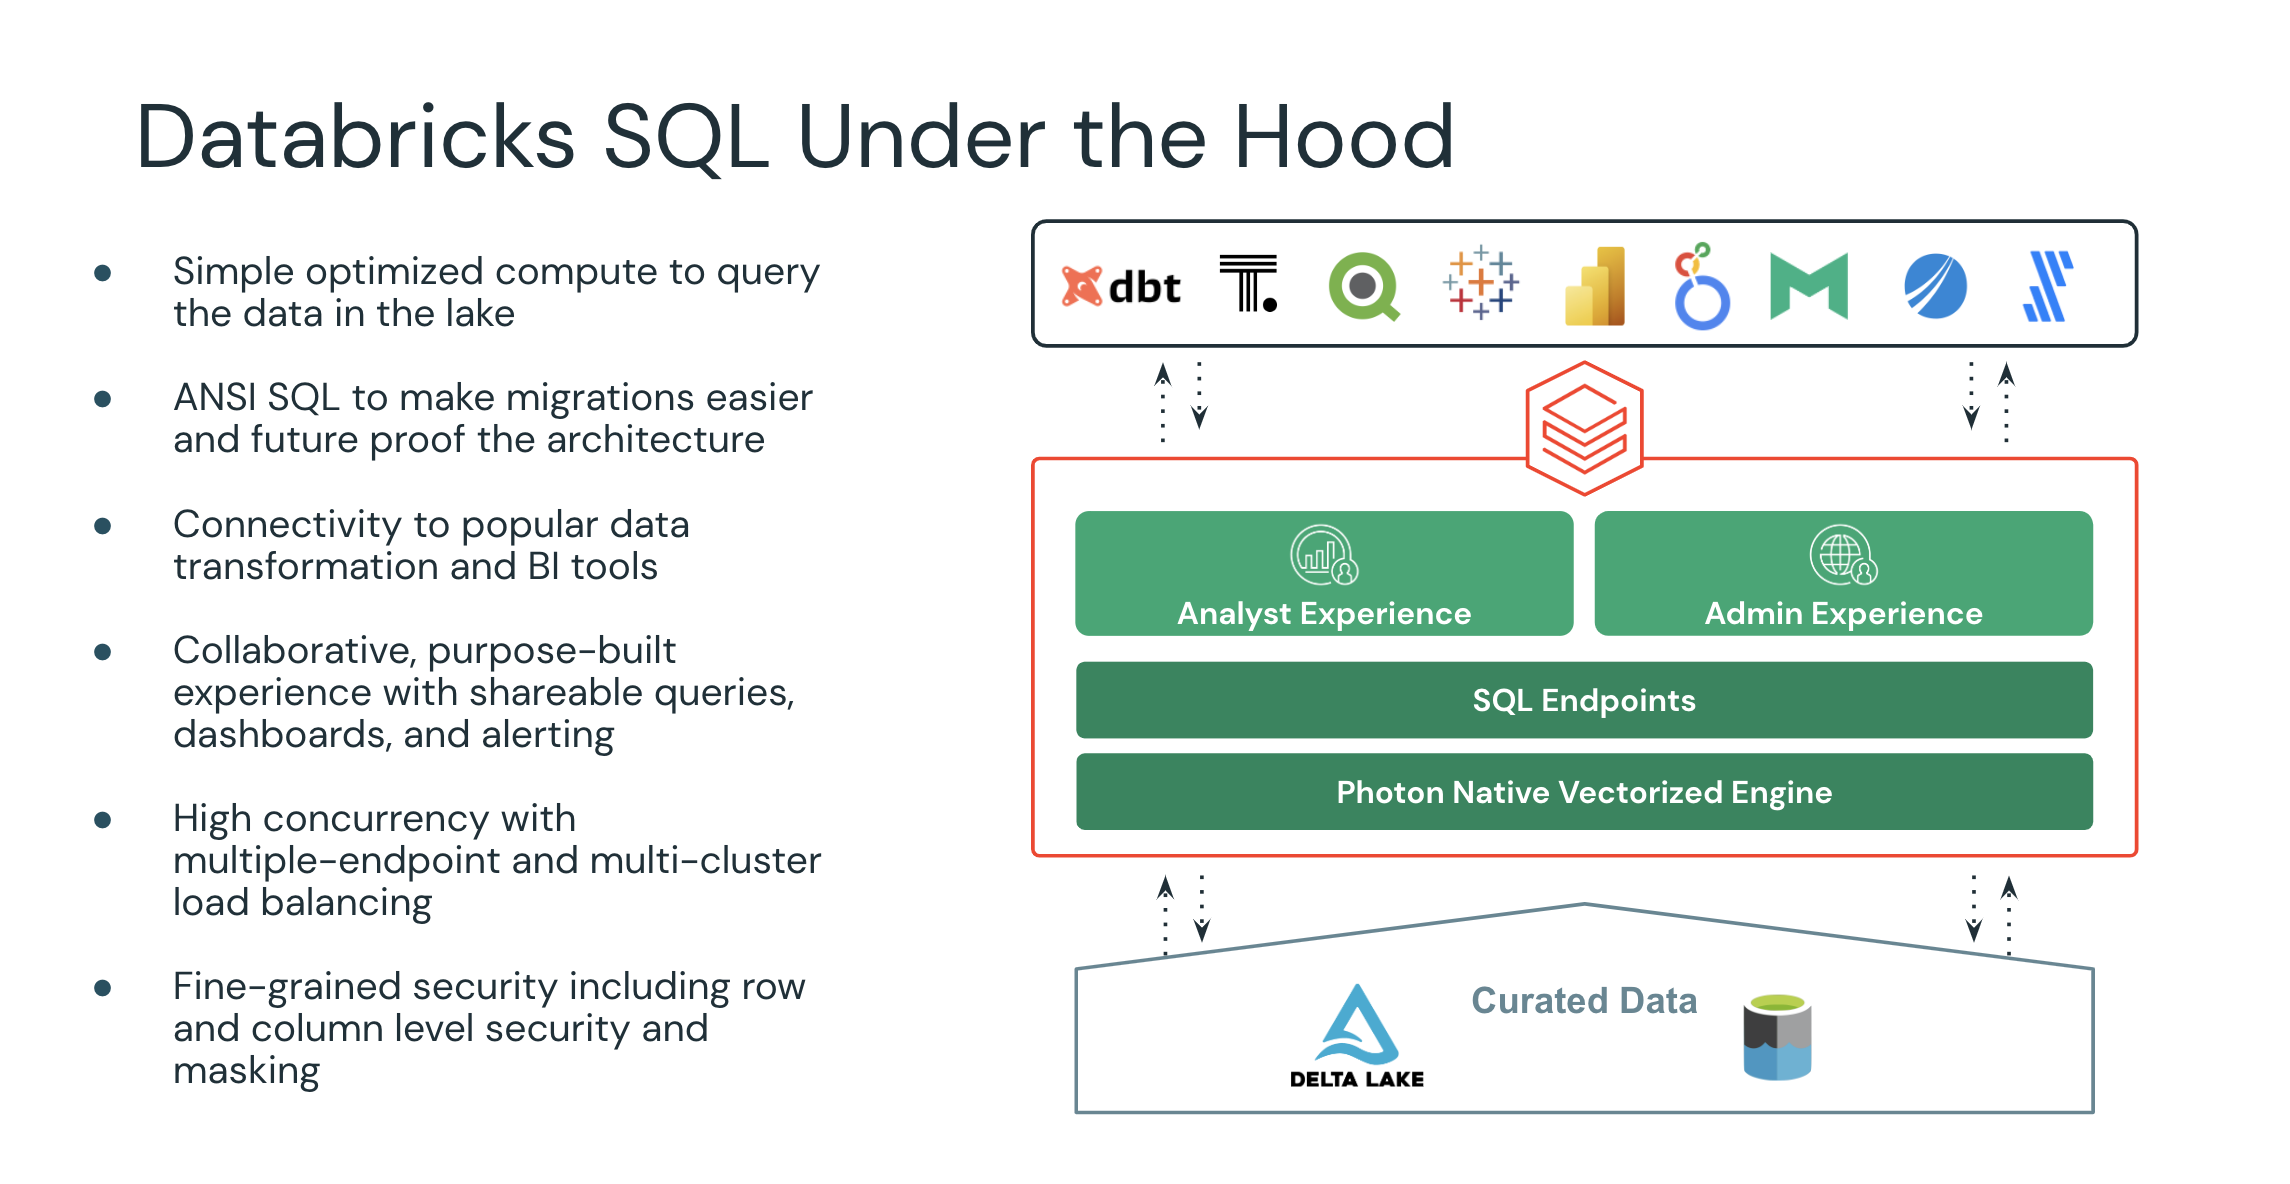 Databricks SQL Under the Hood
Simple optimized compute to query
the data in the lake
ANSI SQL to make migrations easier
and future proof the architecture
Connectivity to popular data
transformation and BI tools
Collaborative, purpose-built
experience with shareable queries,
dashboards, and alerting
High concurrency with
multiple-endpoint and multi-cluster
load balancing
Fine-grained security including row
and column level security and
masking
dbt
Analyst Experience
Admin Experience
SQL Endpoints
Photon Native Vectorized Engine
Curated Data
DELTA LAKE